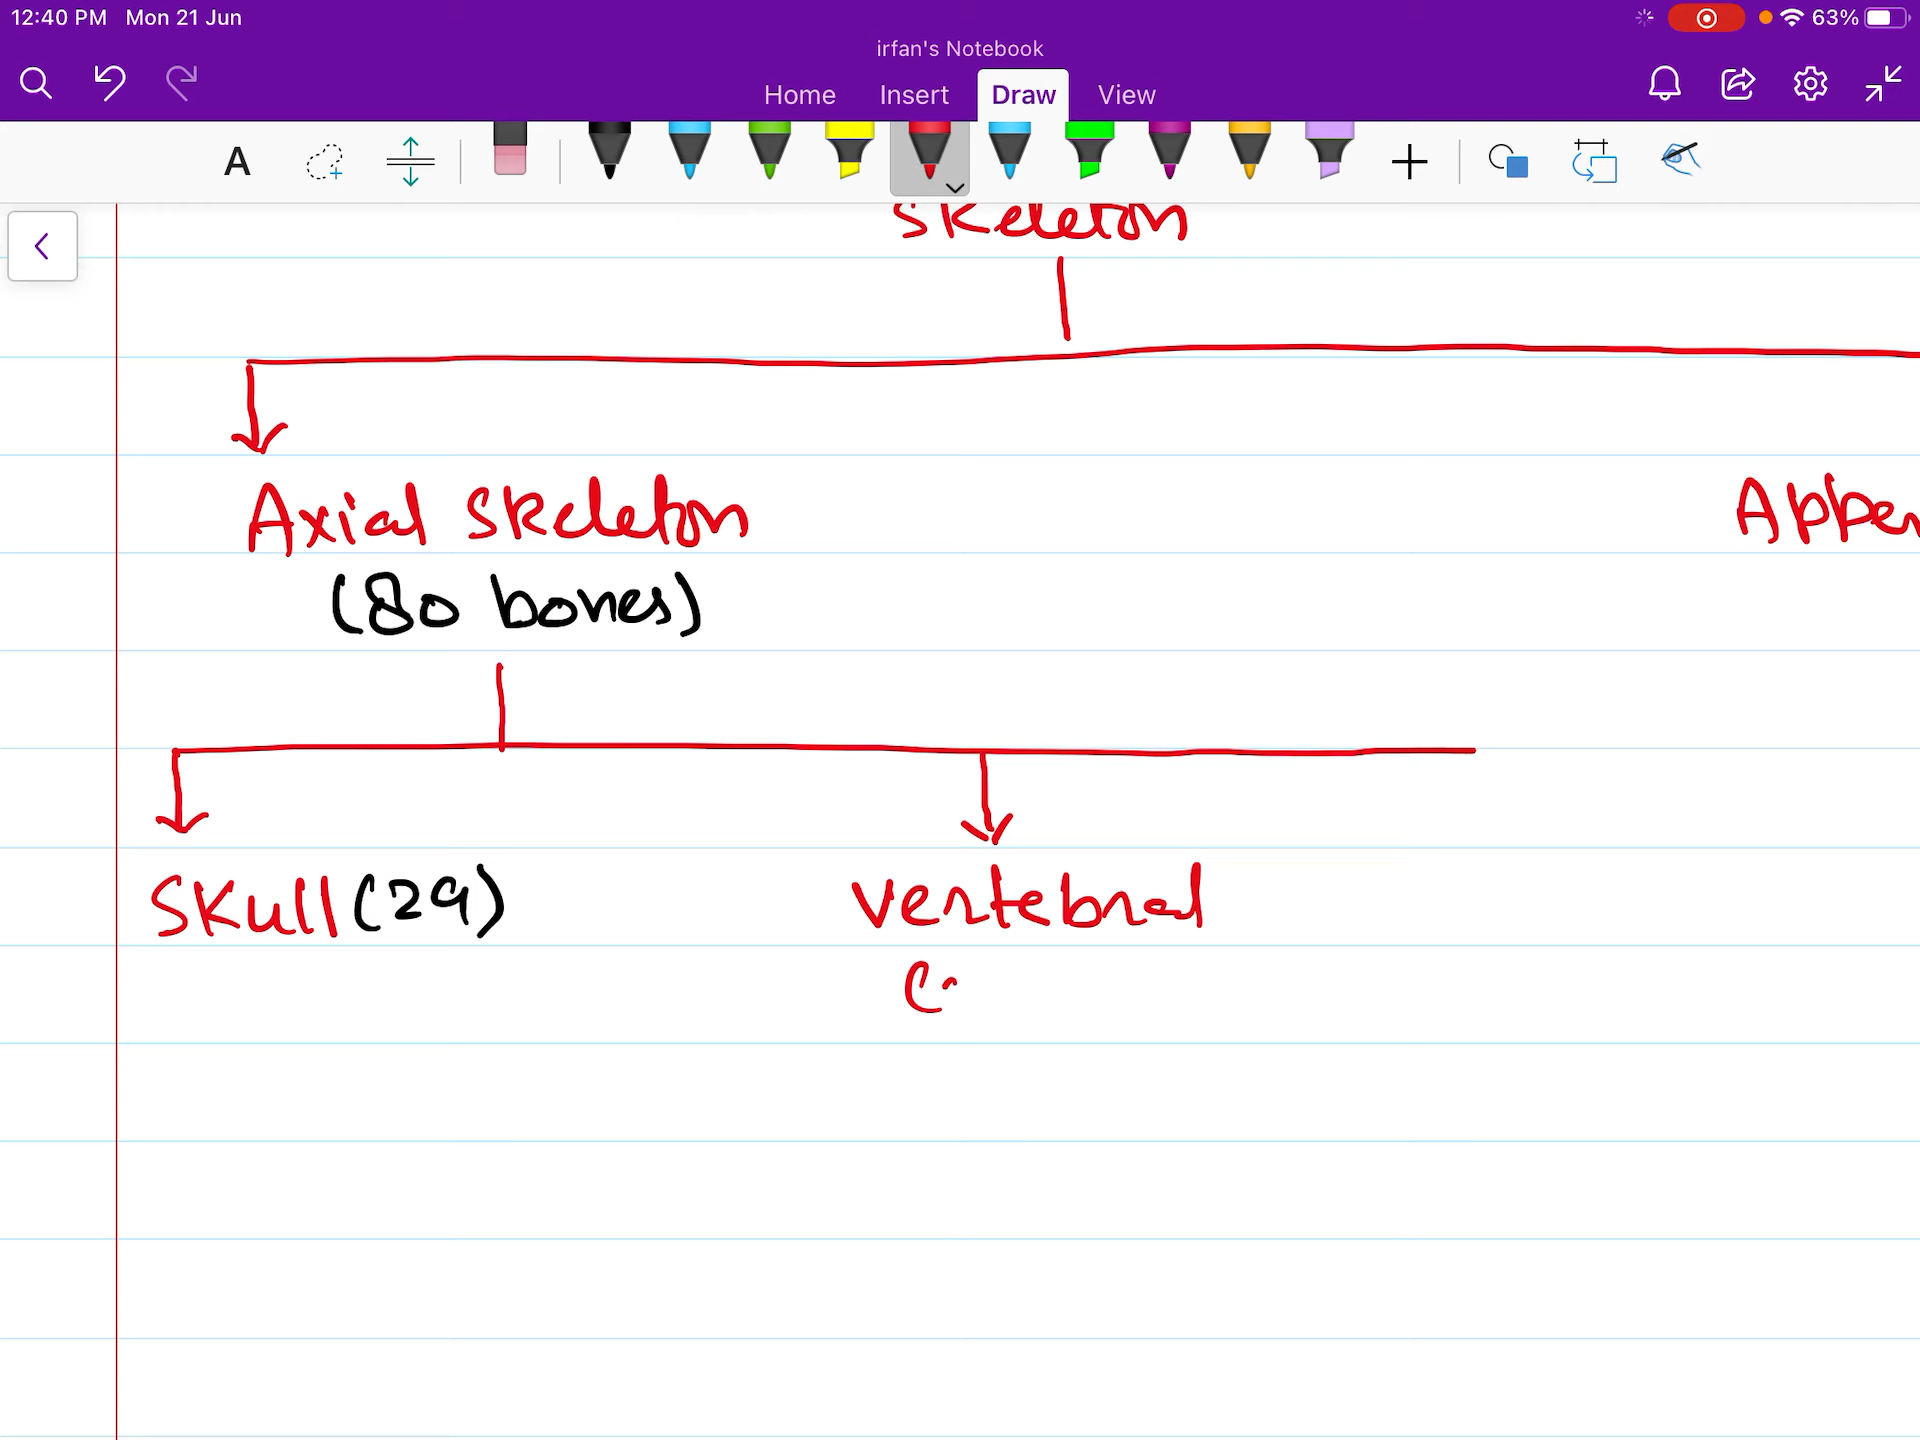 12:40 PM Mon 21 Jun
63%
irfan's Notebook
Home Insert Draw View
A
Skeleton
Axial Skeleton
(80 bones)
Skull (29)
Vertebral